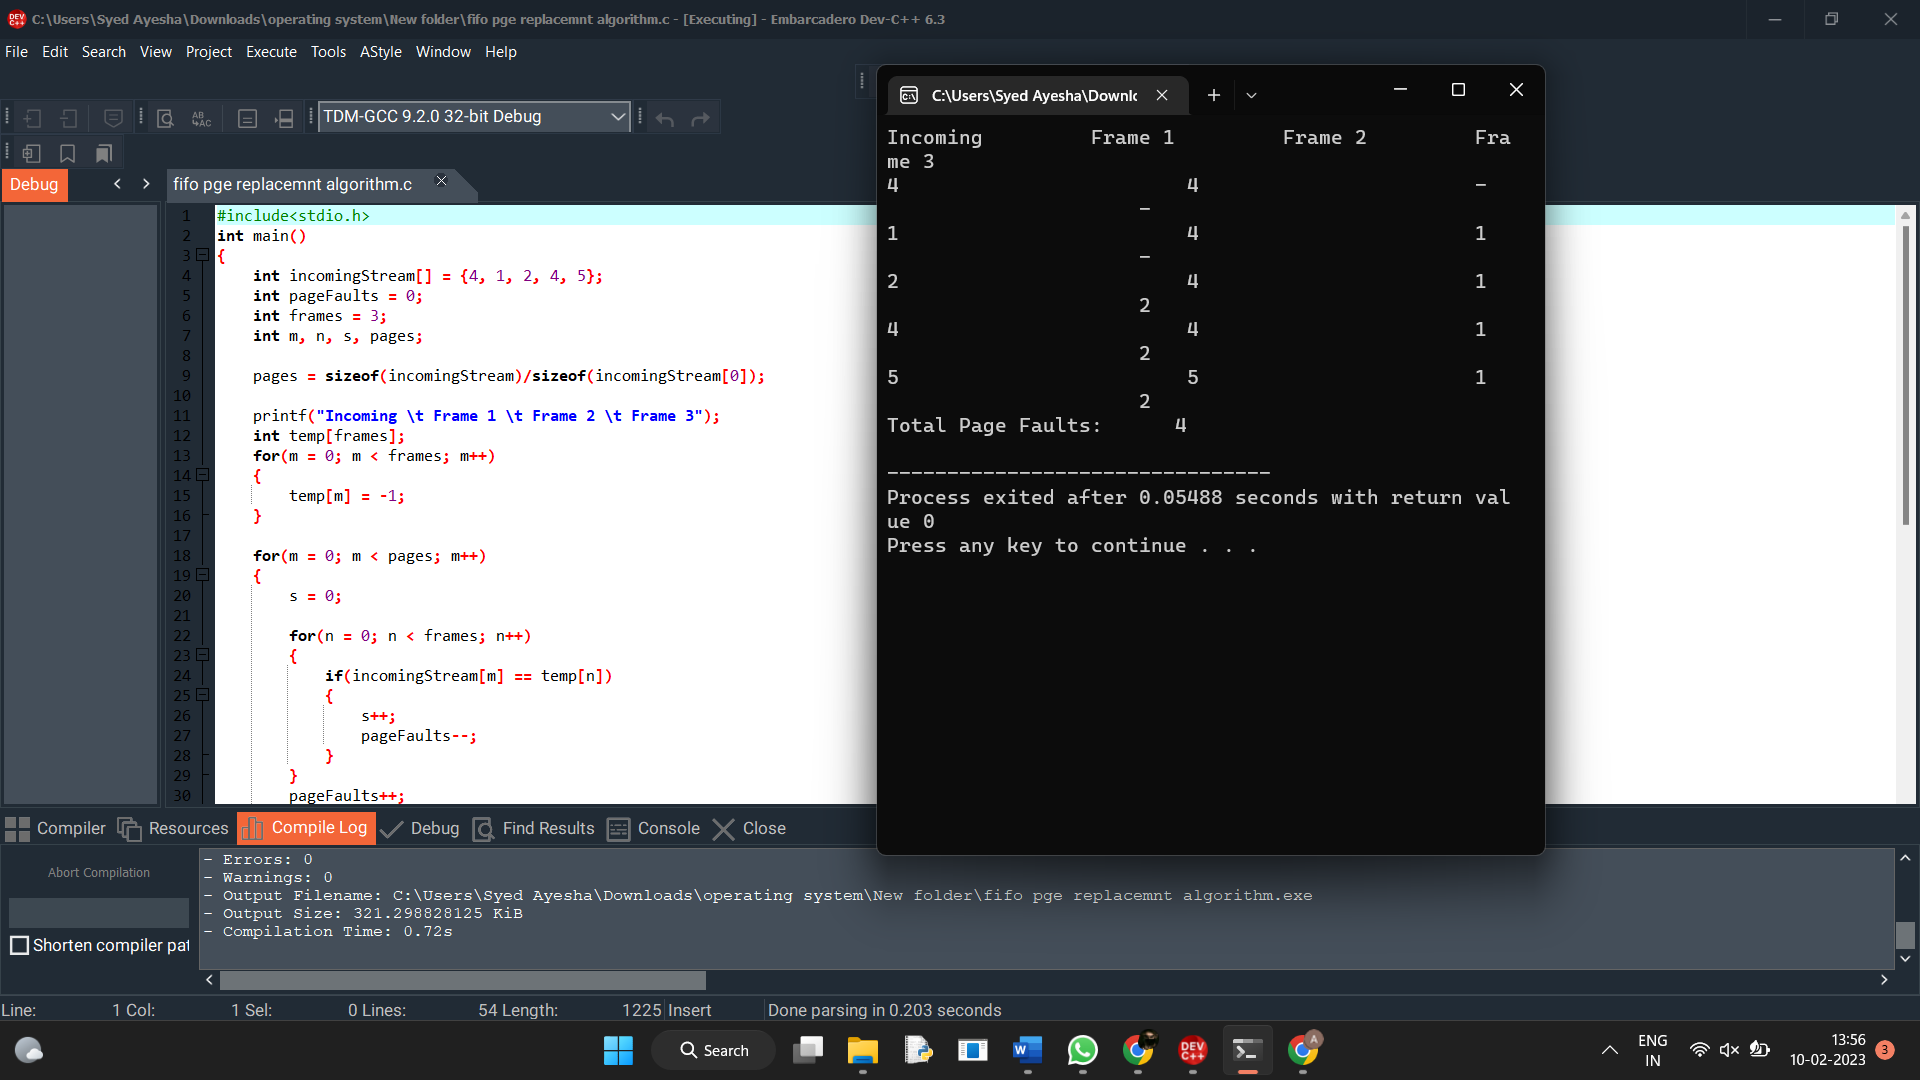 C:\Users\Syed Ayesha\Downloads\operating system\New folder\fifo pge replacemnt algorithm.c - [Executing] - Embarcadero Dev-C++ 6.3
File Edit Search View Project Execute Tools AStyle Window Help
TDM-GCC 9.2.0 32-bit Debug
Debug
fifo pge replacemnt algorithm.c
1 #include<stdio.h>
2 int main()
3 {
4 int incomingStream[] = {4, 1, 2, 4, 5};
5 int pageFaults = 0;
6 int frames = 3;
7 int m, n, s, pages;
8
9 pages = sizeof(incomingStream)/sizeof(incomingStream[0]);
10
11 printf("Incoming \t Frame 1 \t Frame 2 \t Frame 3");
12 int temp[frames];
13 for(m = 0; m < frames; m++)
14 {
15 temp[m] = -1;
16 }
17
18 for(m = 0; m < pages; m++)
19 {
20 s = 0;
21
22 for(n = 0; n < frames; n++)
23 {
24 if(incomingStream[m] == temp[n])
25 {
26 s++;
27 pageFaults--;
28 }
29 }
30 pageFaults++;
C:\Users\Syed Ayesha\Downlo
Incoming Frame 1 Frame 2 Fra
me 3
4 4 -
-
1 4 1
-
2 4 1
2
4 4 1
2
5 5 1
2
Total Page Faults: 4
--------------------------------
Process exited after 0.05488 seconds with return val
ue 0
Press any key to continue . . .
Compiler Resources Compile Log Debug Find Results Console Close
Abort Compilation
Shorten compiler pat
- Errors: 0
- Warnings: 0
- Output Filename: C:\Users\Syed Ayesha\Downloads\operating system\New folder\fifo pge replacemnt algorithm.exe
- Output Size: 321.298828125 KiB
- Compilation Time: 0.72s
Line: 1 Col: 1 Sel: 0 Lines: 54 Length: 1225 Insert Done parsing in 0.203 seconds
Search
ENG
IN
13:56
10-02-2023
3